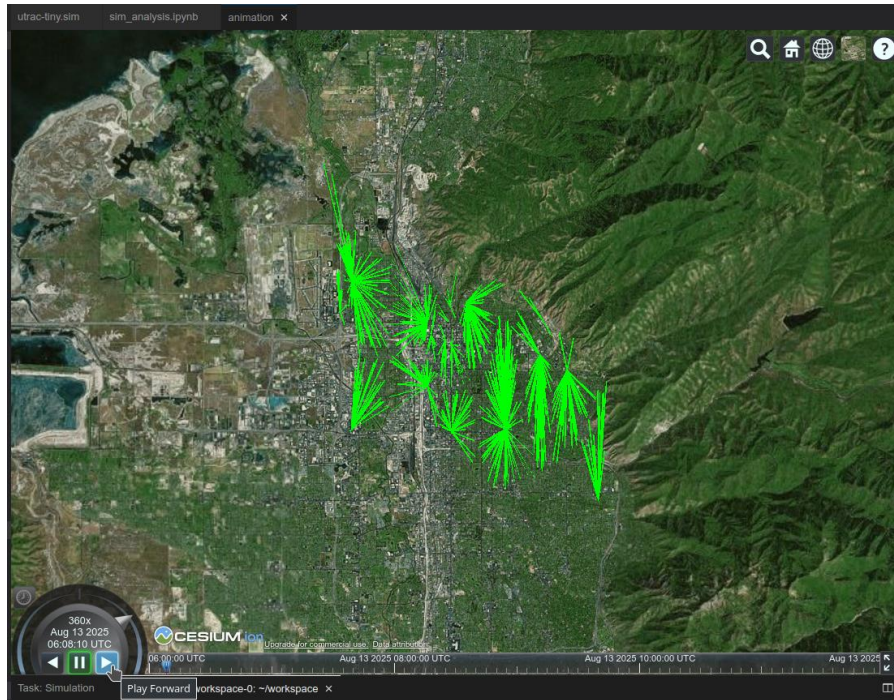 utrac-tiny.sim sim_analysis.ipynb animation ×
?
360x
Aug 13 2025
06:08:10 UTC
CESIUM ion
Upgrade for commercial use. Data attribution
06:00:00 UTC Aug 13 2025 08:00:00 UTC Aug 13 2025 10:00:00 UTC Aug 13 2025
Task: Simulation Play Forward workspace-0: ~/workspace ×